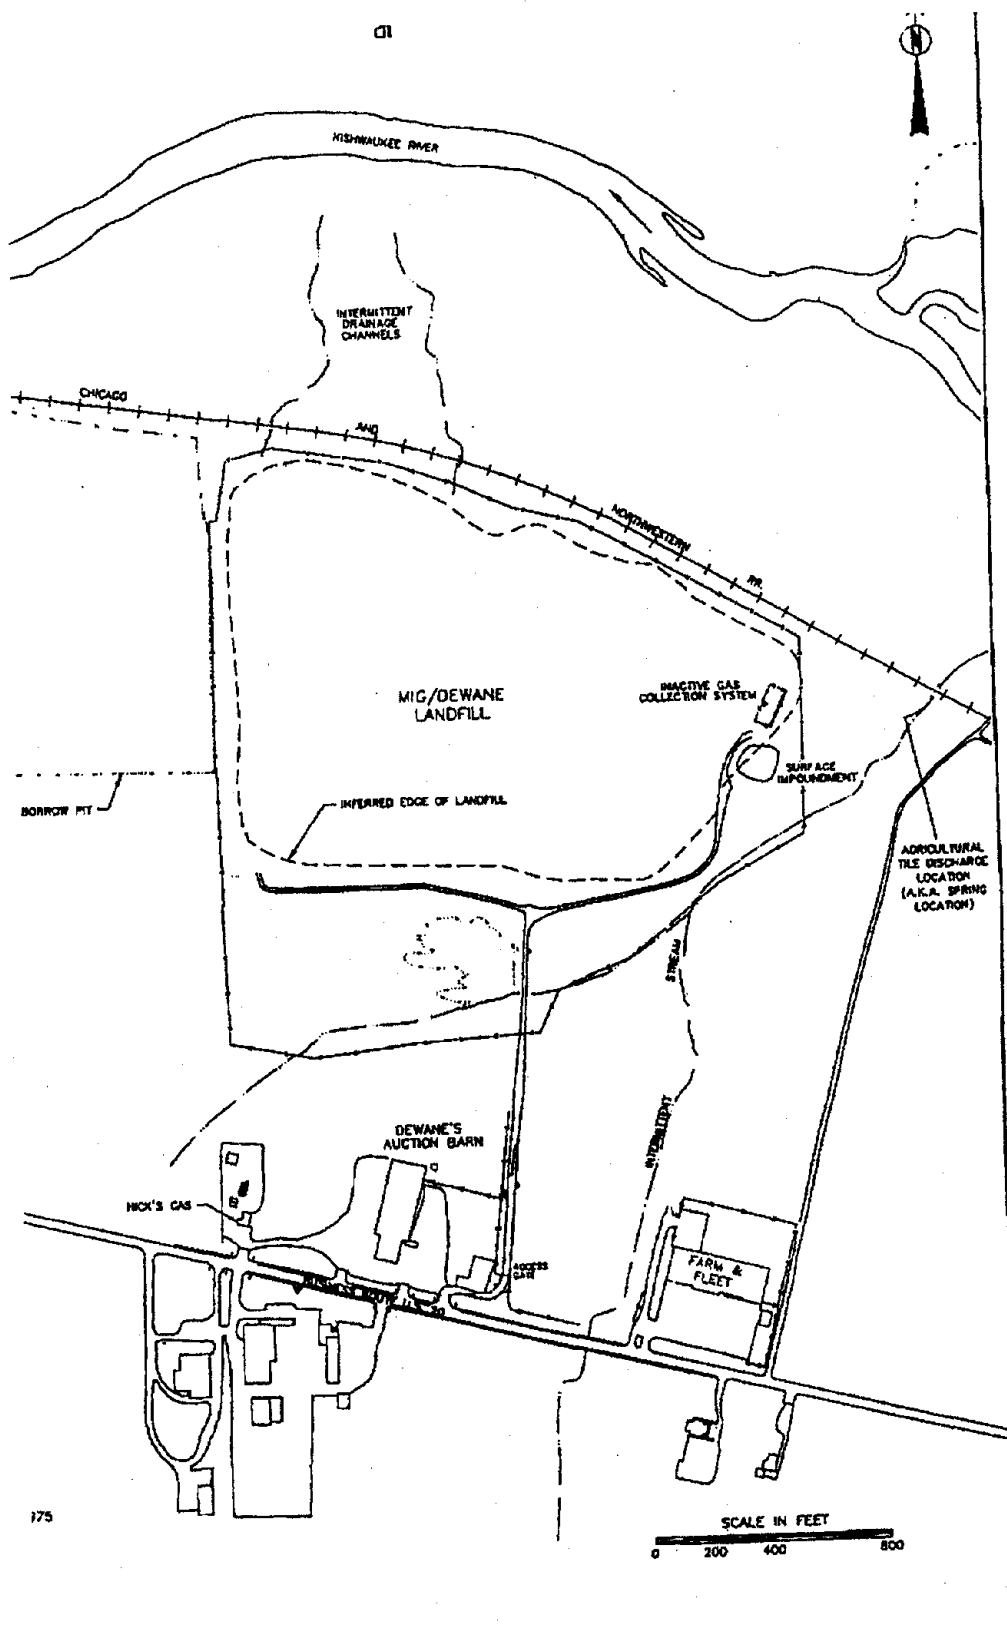 N
KISHWAUKEE RIVER
INTERMITTENT
DRAINAGE
CHANNELS
CHICAGO
AND
NORTHWESTERN
RR.
INACTIVE GAS
COLLECTION SYSTEM
MIG/DEWANE
LANDFILL
SURFACE
IMPOUNDMENT
BORROW PIT
INFERRED EDGE OF LANDFILL
AGRICULTURAL
TILE DISCHARGE
LOCATION
(A.K.A. SPRING
LOCATION)
STREAM
INTERMITTENT
DEWANE'S
AUCTION BARN
NICK'S GAS
ACCESS
GATE
FARM &
FLEET
BUSINESS ROUTE U.S. 20
175
SCALE IN FEET
0 200 400 800